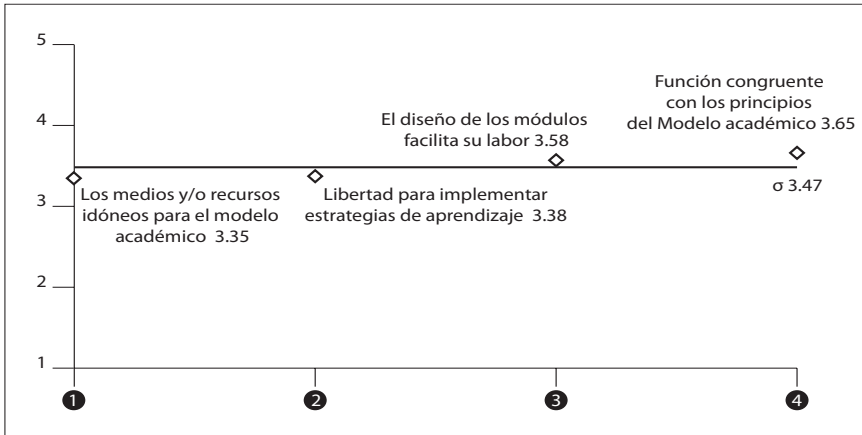 5
4
3
2
1
Los medios y/o recursos
idóneos para el modelo
académico 3.35
Libertad para implementar
estrategias de aprendizaje 3.38
El diseño de los módulos
facilita su labor 3.58
Función congruente
con los principios
del Modelo académico 3.65
σ 3.47
1
2
3
4